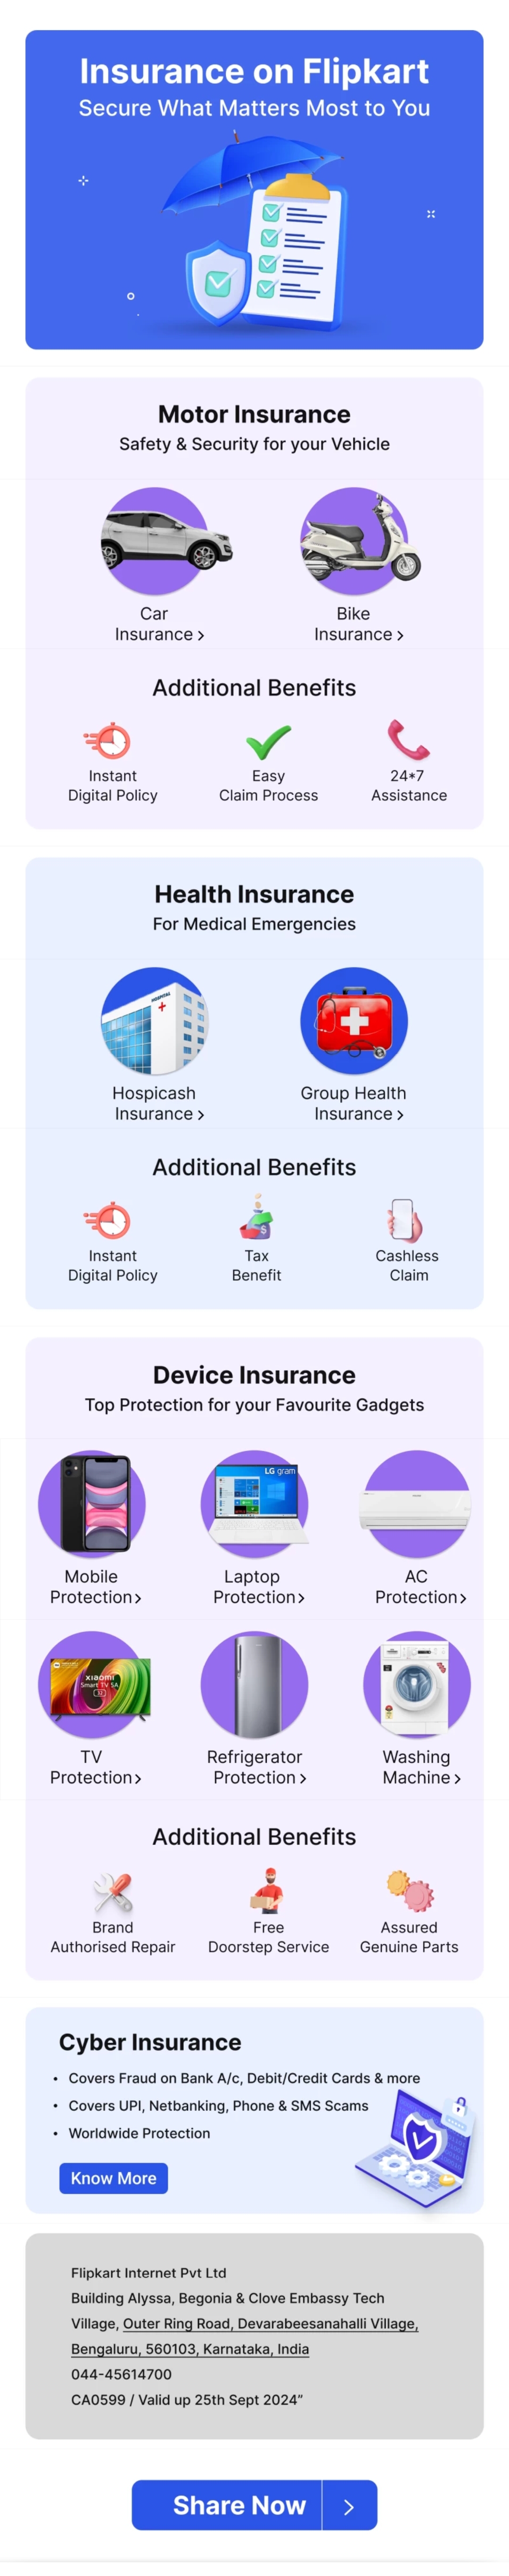 Insurance on Flipkart
Secure What Matters Most to You
Motor Insurance
Safety & Security for your Vehicle
Car
Insurance >
Bike
Insurance >
Additional Benefits
Instant
Digital Policy
Easy
Claim Process
24*7
Assistance
Health Insurance
For Medical Emergencies
HOSPITAL
Hospicash
Insurance >
Group Health
Insurance >
Additional Benefits
Instant
Digital Policy
Tax
Benefit
Cashless
Claim
Device Insurance
Top Protection for your Favourite Gadgets
LG gram
Mobile
Protection >
Laptop
Protection >
AC
Protection >
xiaomi
Smart TV 5A
TV
Protection >
Refrigerator
Protection >
Washing
Machine >
Additional Benefits
Brand
Authorised Repair
Free
Doorstep Service
Assured
Genuine Parts
Cyber Insurance
• Covers Fraud on Bank A/c, Debit/Credit Cards & more
• Covers UPI, Netbanking, Phone & SMS Scams
• Worldwide Protection
Know More
Flipkart Internet Pvt Ltd
Building Alyssa, Begonia & Clove Embassy Tech
Village, Outer Ring Road, Devarabeesanahalli Village,
Bengaluru, 560103, Karnataka, India
044-45614700
CA0599 / Valid up 25th Sept 2024”
Share Now >